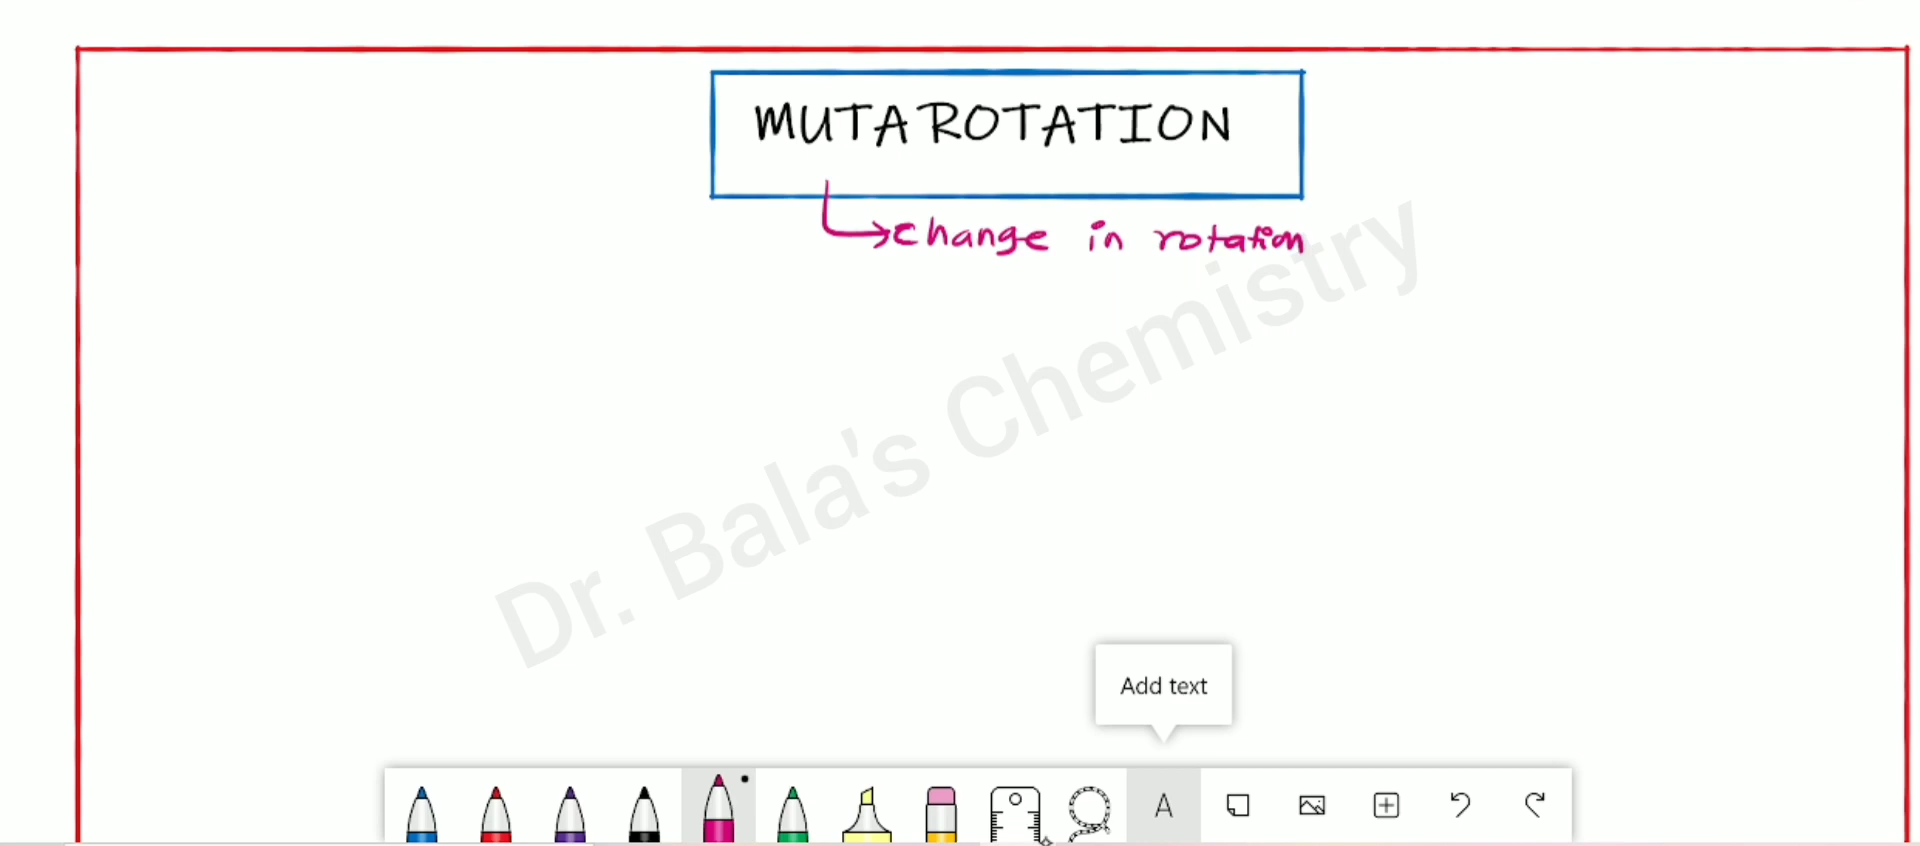 MUTAROTATION
change in rotation
Dr. Bala's Chemistry
Add text
A